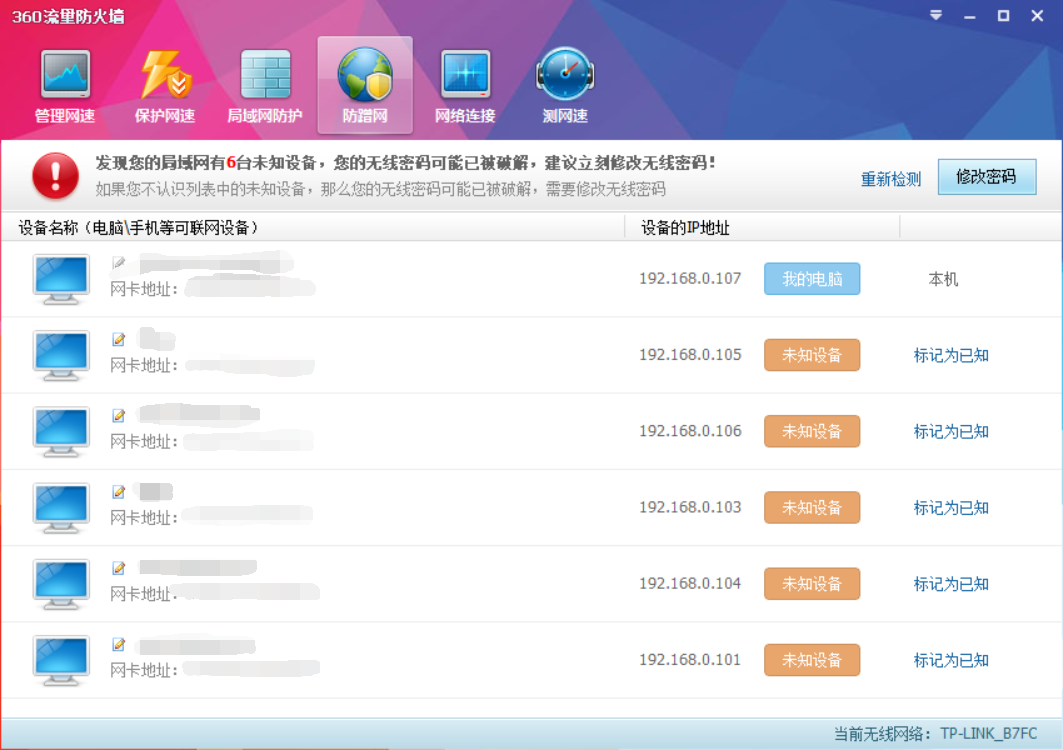 360流量防火墙
管理网速 保护网速 局域网防护 防蹭网 网络连接 测网速
发现您的局域网有6台未知设备，您的无线密码可能已被破解，建议立刻修改无线密码！
如果您不认识列表中的未知设备，那么您的无线密码可能已被破解，需要修改无线密码
重新检测 修改密码
设备名称（电脑\手机等可联网设备） 设备的IP地址
网卡地址： 192.168.0.107 我的电脑 本机
网卡地址： 192.168.0.105 未知设备 标记为已知
网卡地址： 192.168.0.106 未知设备 标记为已知
网卡地址： 192.168.0.103 未知设备 标记为已知
网卡地址： 192.168.0.104 未知设备 标记为已知
网卡地址： 192.168.0.101 未知设备 标记为已知
当前无线网络：TP-LINK_B7FC